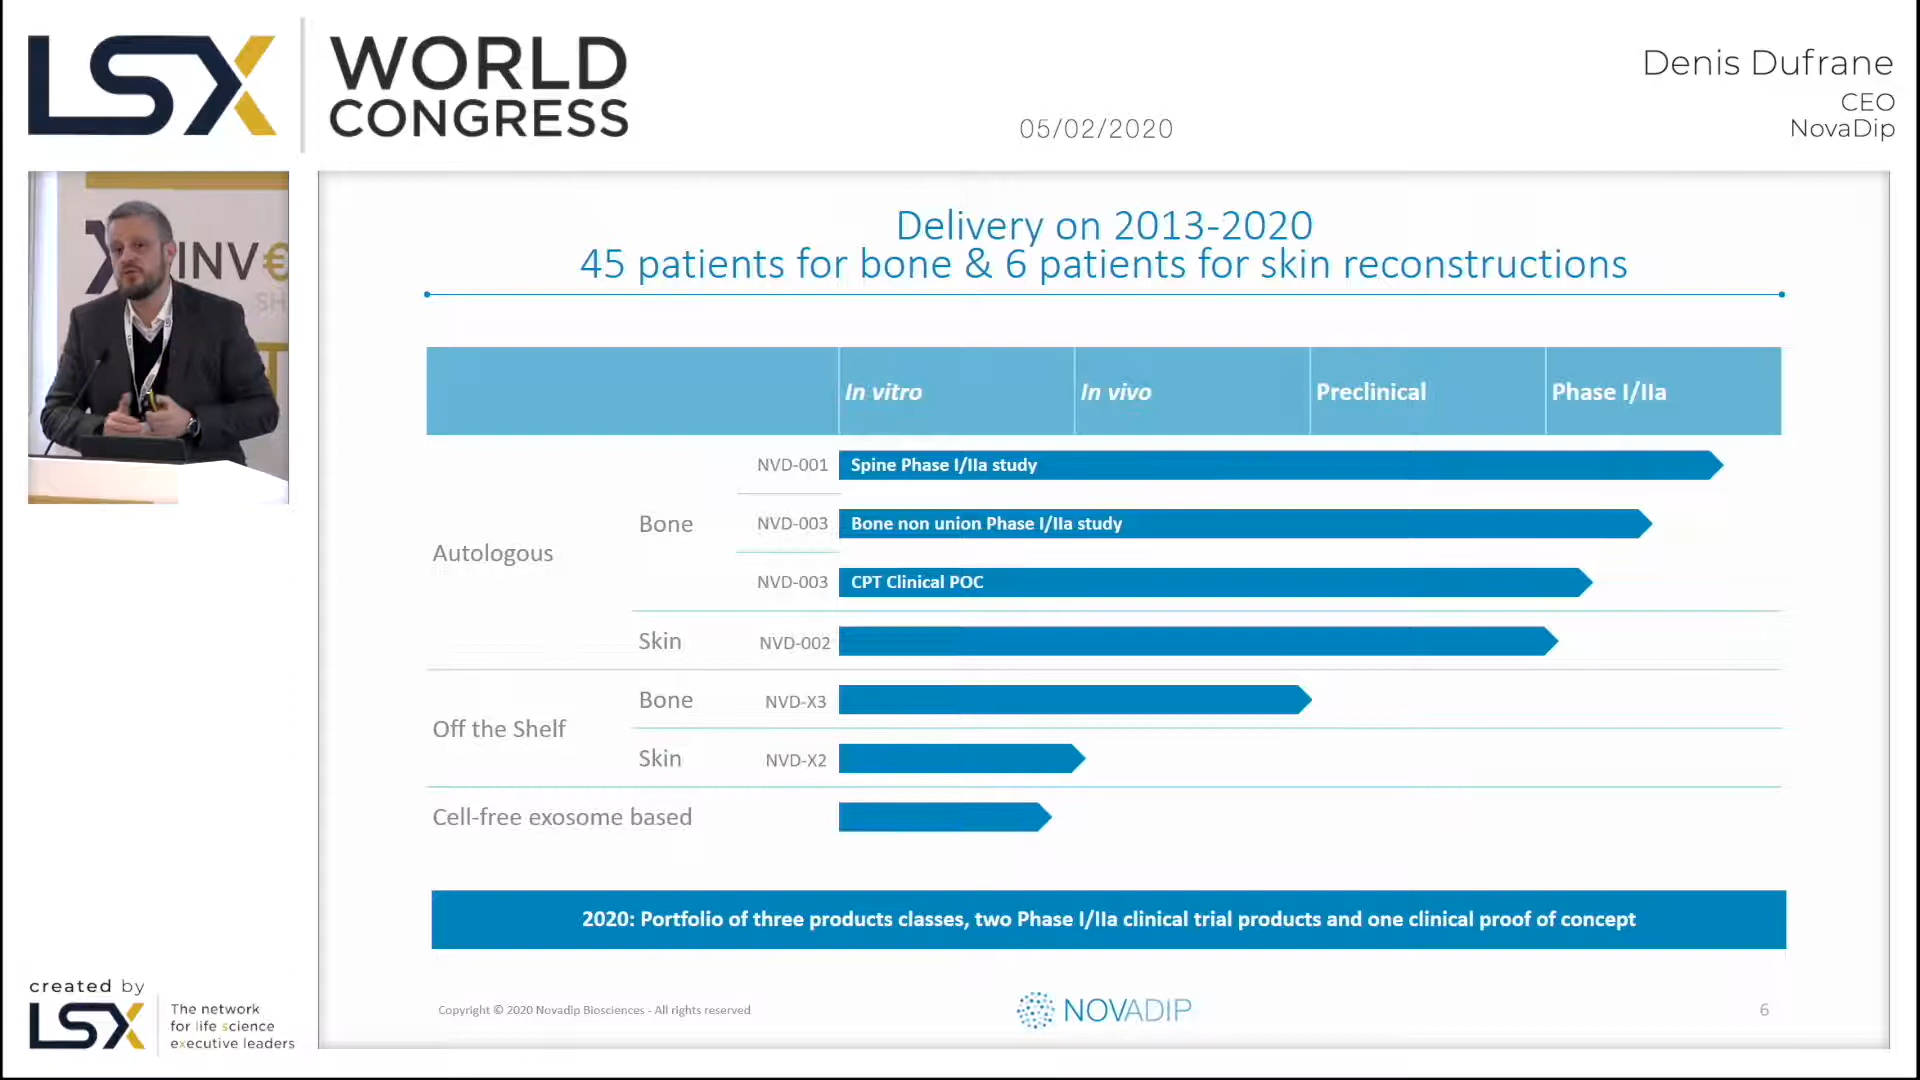 LSX WORLD CONGRESS
05/02/2020
Denis Dufrane
CEO
NovaDip
INV€
SH
Delivery on 2013-2020
45 patients for bone & 6 patients for skin reconstructions
In vitro In vivo Preclinical Phase I/IIa
Autologous
Bone
NVD-001 Spine Phase I/IIa study
NVD-003 Bone non union Phase I/IIa study
NVD-003 CPT Clinical POC
Skin NVD-002
Off the Shelf
Bone NVD-X3
Skin NVD-X2
Cell-free exosome based
2020: Portfolio of three products classes, two Phase I/IIa clinical trial products and one clinical proof of concept
Copyright © 2020 Novadip Biosciences - All rights reserved
NOVADIP
6
created by
LSX
The network
for life science
executive leaders